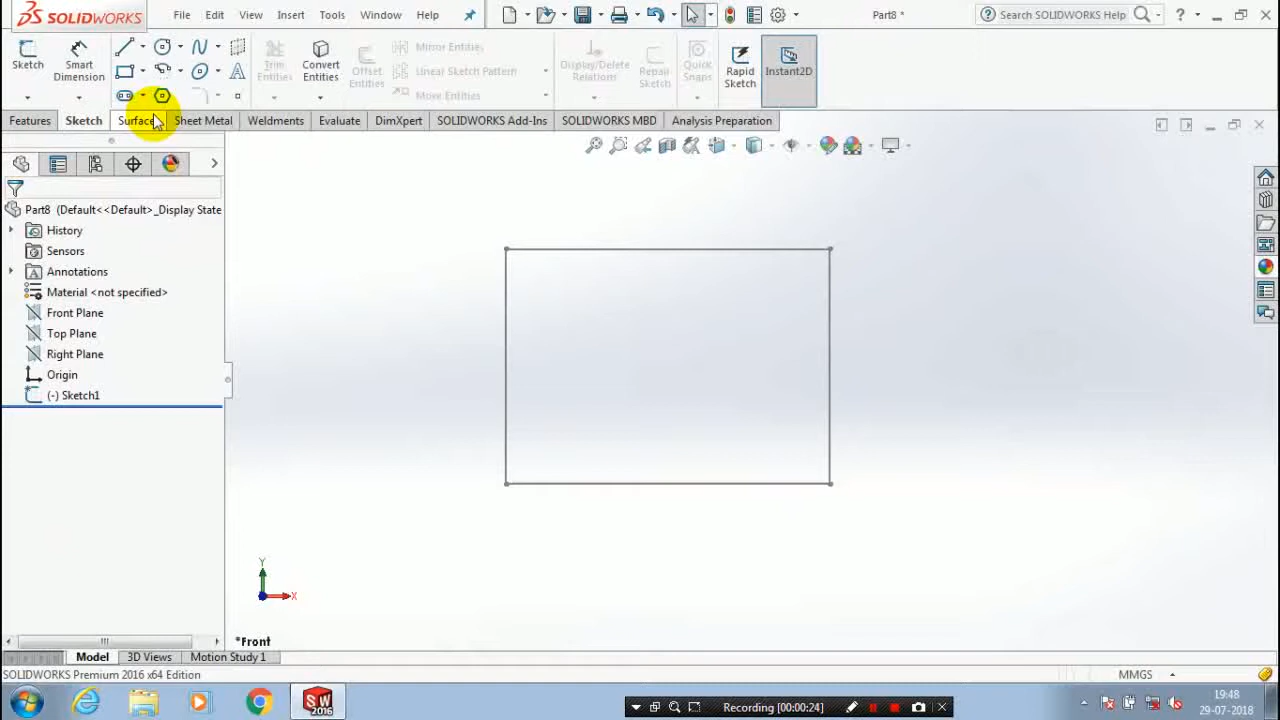 SOLIDWORKS File Edit View Insert Tools Window Help Part8 * Search SOLIDWORKS Help
Sketch Smart Dimension Trim Entities Convert Entities Offset Entities Mirror Entities Linear Sketch Pattern Move Entities Display/Delete Relations Repair Sketch Quick Snaps Rapid Sketch Instant2D
Features Sketch Surfaces Sheet Metal Weldments Evaluate DimXpert SOLIDWORKS Add-Ins SOLIDWORKS MBD Analysis Preparation
Part8 (Default<<Default>_Display State
History
Sensors
Annotations
Material <not specified>
Front Plane
Top Plane
Right Plane
Origin
(-) Sketch1
Y
X
*Front
Model 3D Views Motion Study 1
SOLIDWORKS Premium 2016 x64 Edition MMGS
SW 2016 Recording [00:00:24] 19:48
29-07-2018